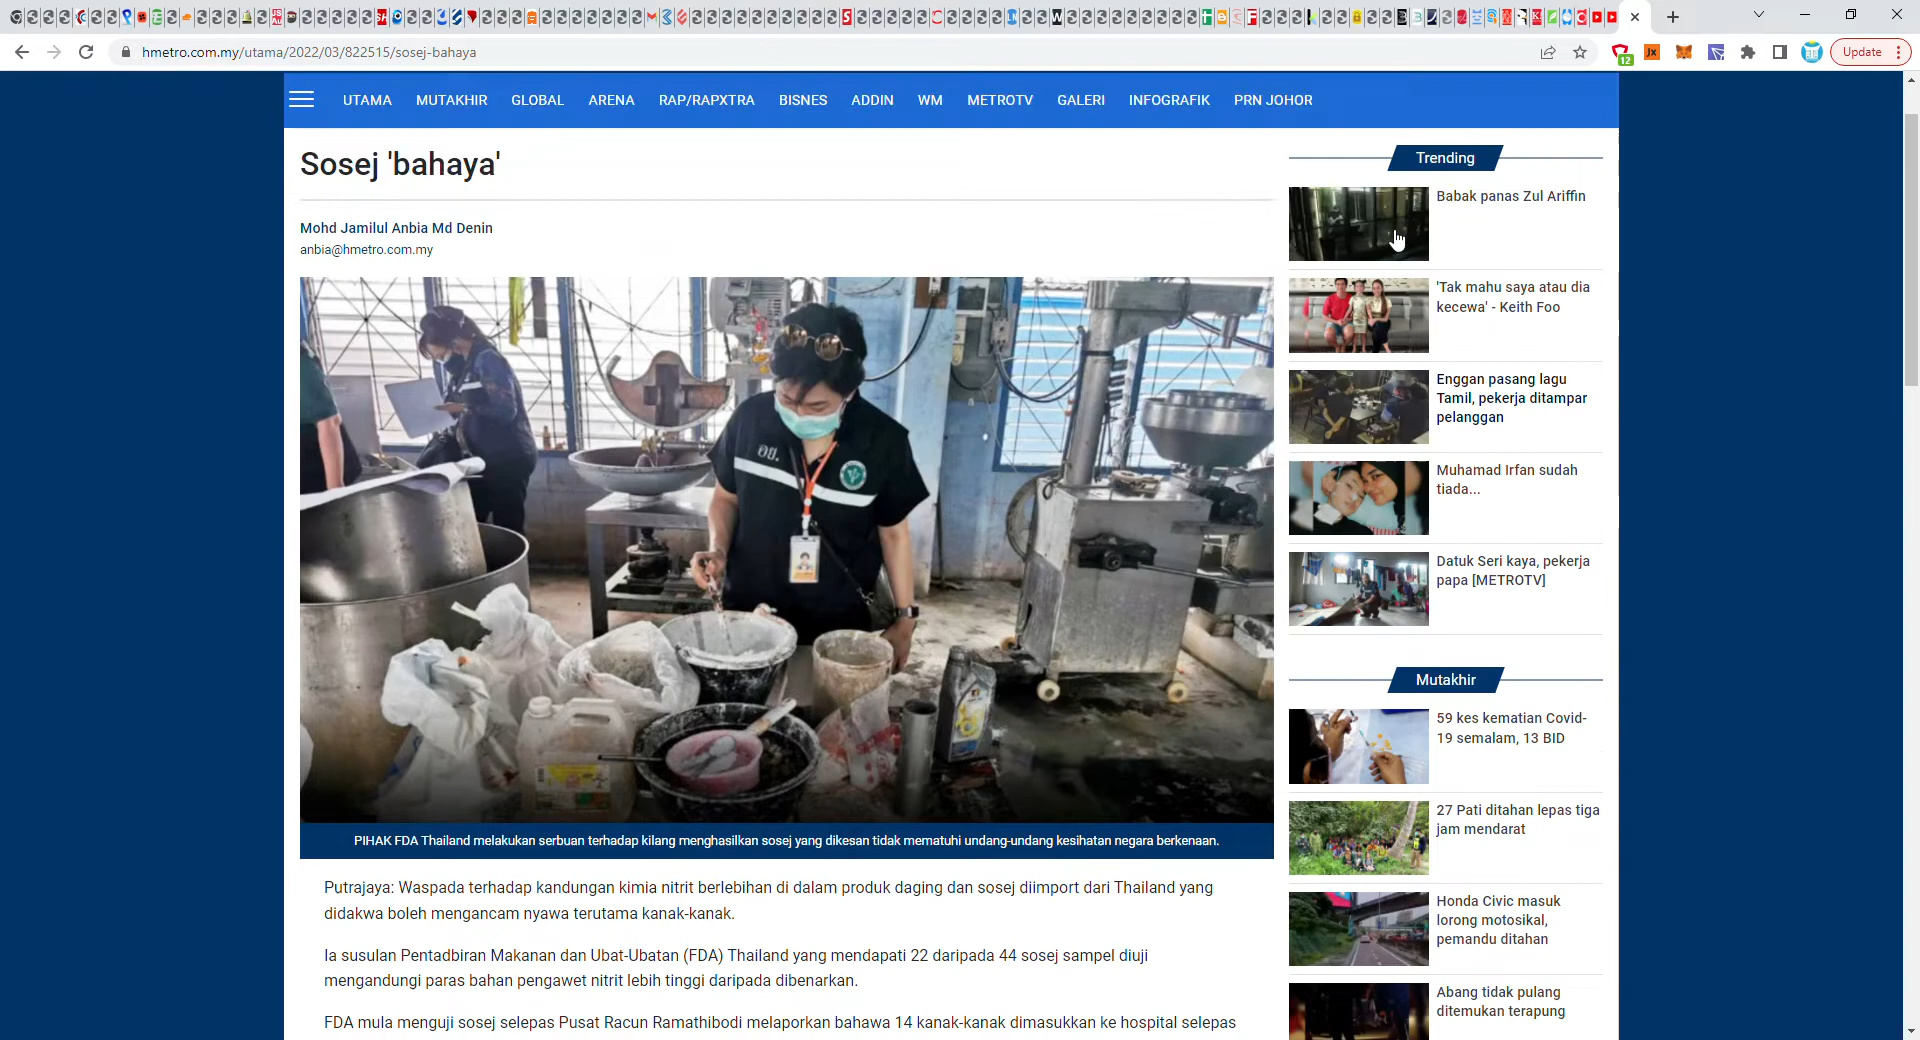 hmetro.com.my/utama/2022/03/822515/sosej-bahaya
12
JX
Update
UTAMA MUTAKHIR GLOBAL ARENA RAP/RAPXTRA BISNES ADDIN WM METROTV GALERI INFOGRAFIK PRN JOHOR
Sosej 'bahaya'
Mohd Jamilul Anbia Md Denin
anbia@hmetro.com.my
อย.
PIHAK FDA Thailand melakukan serbuan terhadap kilang menghasilkan sosej yang dikesan tidak mematuhi undang-undang kesihatan negara berkenaan.
Putrajaya: Waspada terhadap kandungan kimia nitrit berlebihan di dalam produk daging dan sosej diimport dari Thailand yang
didakwa boleh mengancam nyawa terutama kanak-kanak.
Ia susulan Pentadbiran Makanan dan Ubat-Ubatan (FDA) Thailand yang mendapati 22 daripada 44 sosej sampel diuji
mengandungi paras bahan pengawet nitrit lebih tinggi daripada dibenarkan.
FDA mula menguji sosej selepas Pusat Racun Ramathibodi melaporkan bahawa 14 kanak-kanak dimasukkan ke hospital selepas
Trending
Babak panas Zul Ariffin
'Tak mahu saya atau dia
kecewa' - Keith Foo
Enggan pasang lagu
Tamil, pekerja ditampar
pelanggan
Muhamad Irfan sudah
tiada...
Datuk Seri kaya, pekerja
papa [METROTV]
Mutakhir
59 kes kematian Covid-
19 semalam, 13 BID
27 Pati ditahan lepas tiga
jam mendarat
Honda Civic masuk
lorong motosikal,
pemandu ditahan
Abang tidak pulang
ditemukan terapung